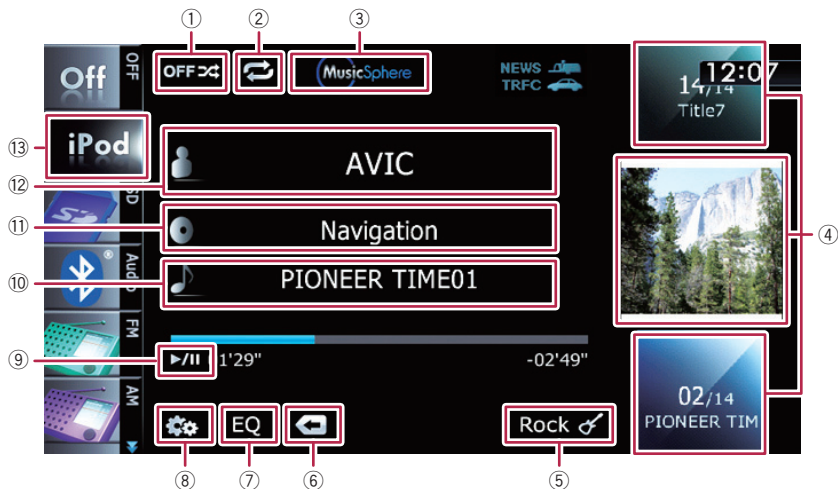 ① ② ③
Off OFF
OFF
MusicSphere
NEWS
TRFC
12:07
14/14
Title7
⑬ iPod
⑫ AVIC
SD
⑪ Navigation
④
Audio
⑩ PIONEER TIME01
FM
⑨ ►/II 1'29" -02'49"
AM
02/14
PIONEER TIM
EQ
Rock
⑧ ⑦ ⑥ ⑤